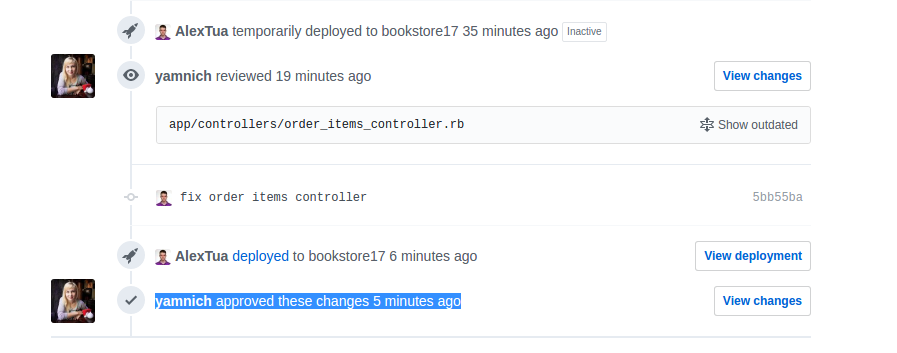 AlexTua temporarily deployed to bookstore17 35 minutes ago Inactive
yamnich reviewed 19 minutes ago View changes
app/controllers/order_items_controller.rb Show outdated
fix order items controller 5bb55ba
AlexTua deployed to bookstore17 6 minutes ago View deployment
yamnich approved these changes 5 minutes ago View changes